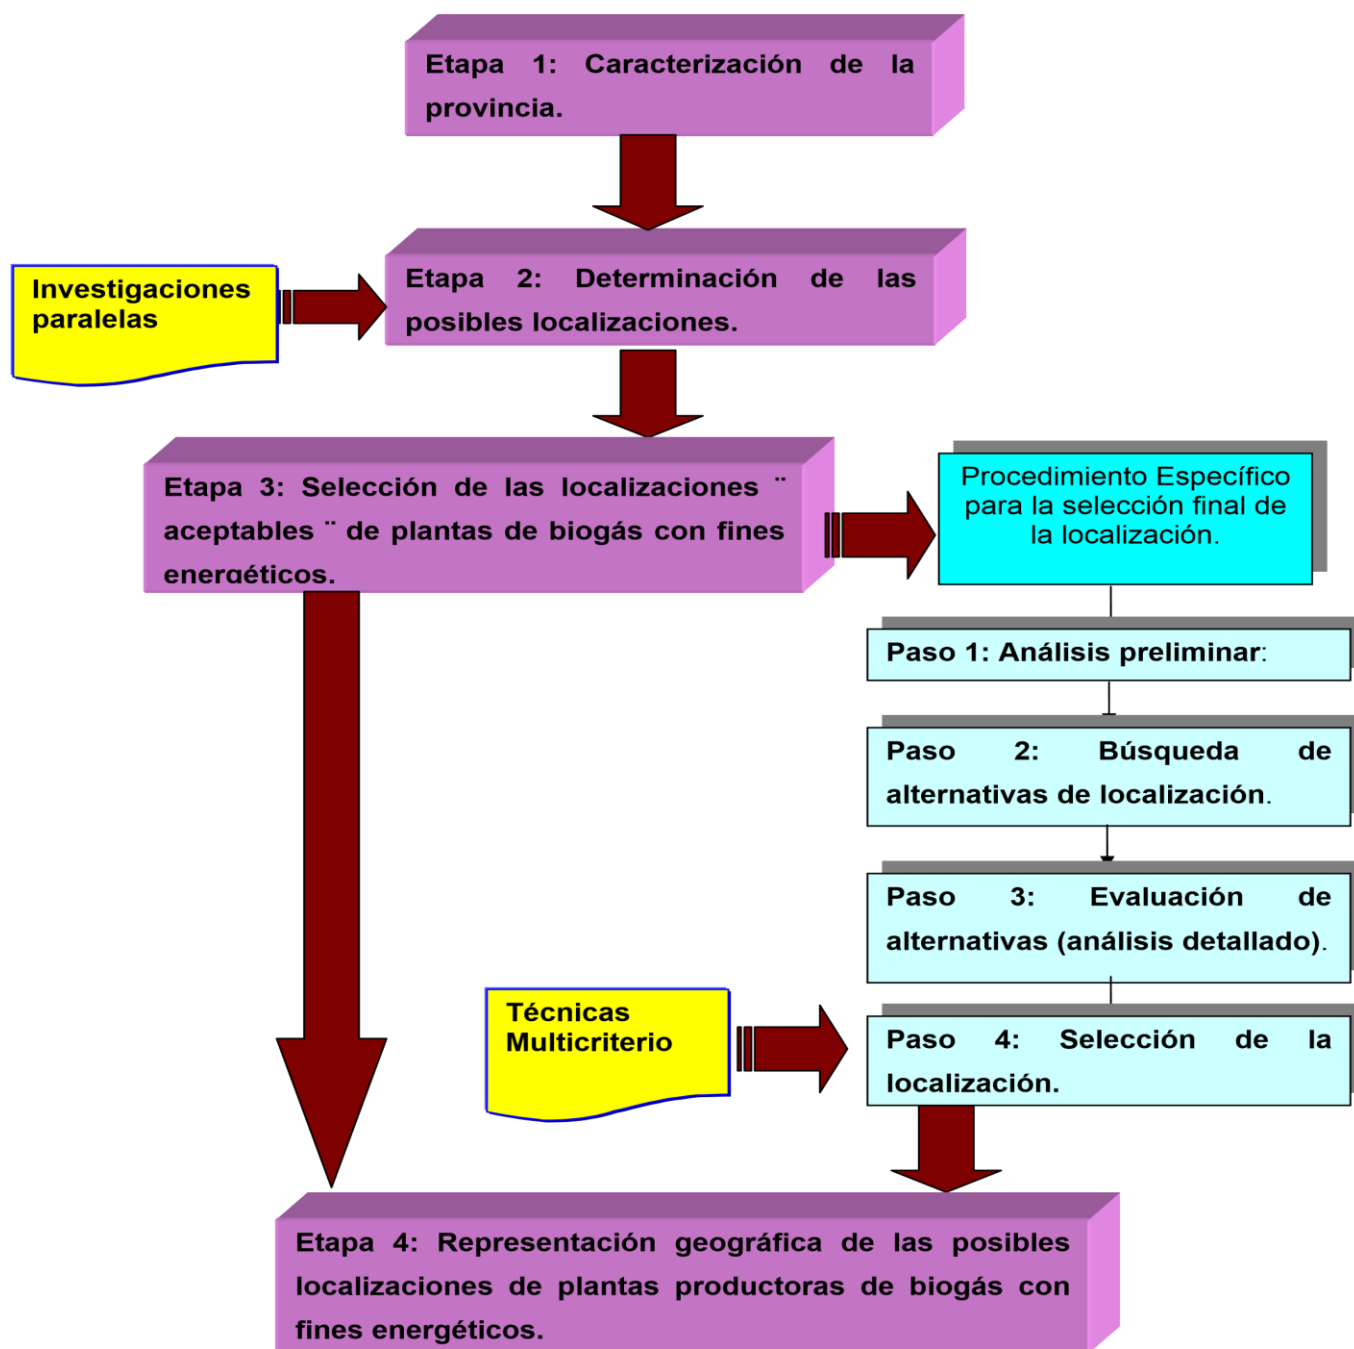 Etapa 1: Caracterización de la
provincia.
Investigaciones
paralelas
Etapa 2: Determinación de las
posibles localizaciones.
Etapa 3: Selección de las localizaciones ¨
aceptables ¨ de plantas de biogás con fines
energéticos.
Procedimiento Específico
para la selección final de
la localización.
Paso 1: Análisis preliminar:
Paso 2: Búsqueda de
alternativas de localización.
Paso 3: Evaluación de
alternativas (análisis detallado).
Técnicas
Multicriterio
Paso 4: Selección de la
localización.
Etapa 4: Representación geográfica de las posibles
localizaciones de plantas productoras de biogás con
fines energéticos.